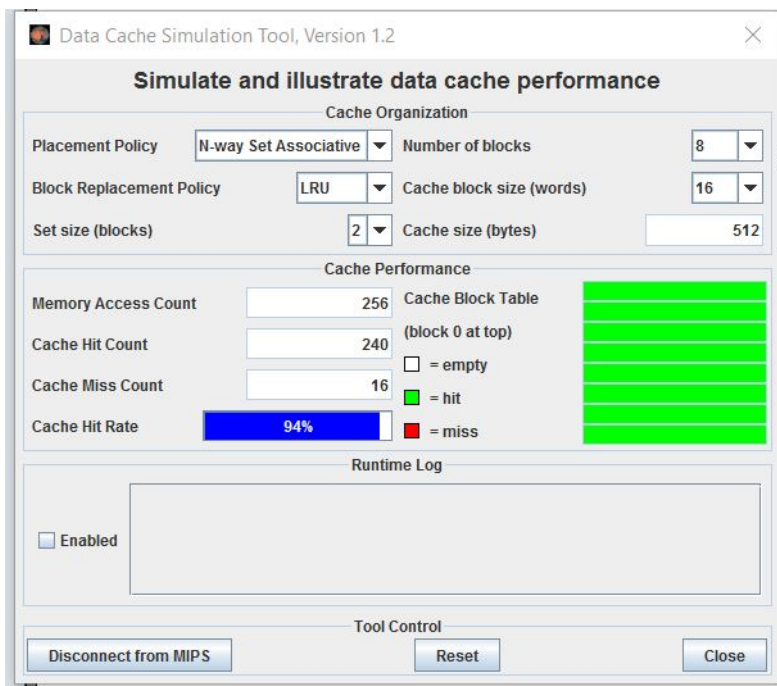 Data Cache Simulation Tool, Version 1.2
Simulate and illustrate data cache performance
Cache Organization
Placement Policy N-way Set Associative Number of blocks 8
Block Replacement Policy LRU Cache block size (words) 16
Set size (blocks) 2 Cache size (bytes) 512
Cache Performance
Memory Access Count 256 Cache Block Table
(block 0 at top)
Cache Hit Count 240
= empty
Cache Miss Count 16
= hit
Cache Hit Rate 94%
= miss
Runtime Log
Enabled
Tool Control
Disconnect from MIPS Reset Close